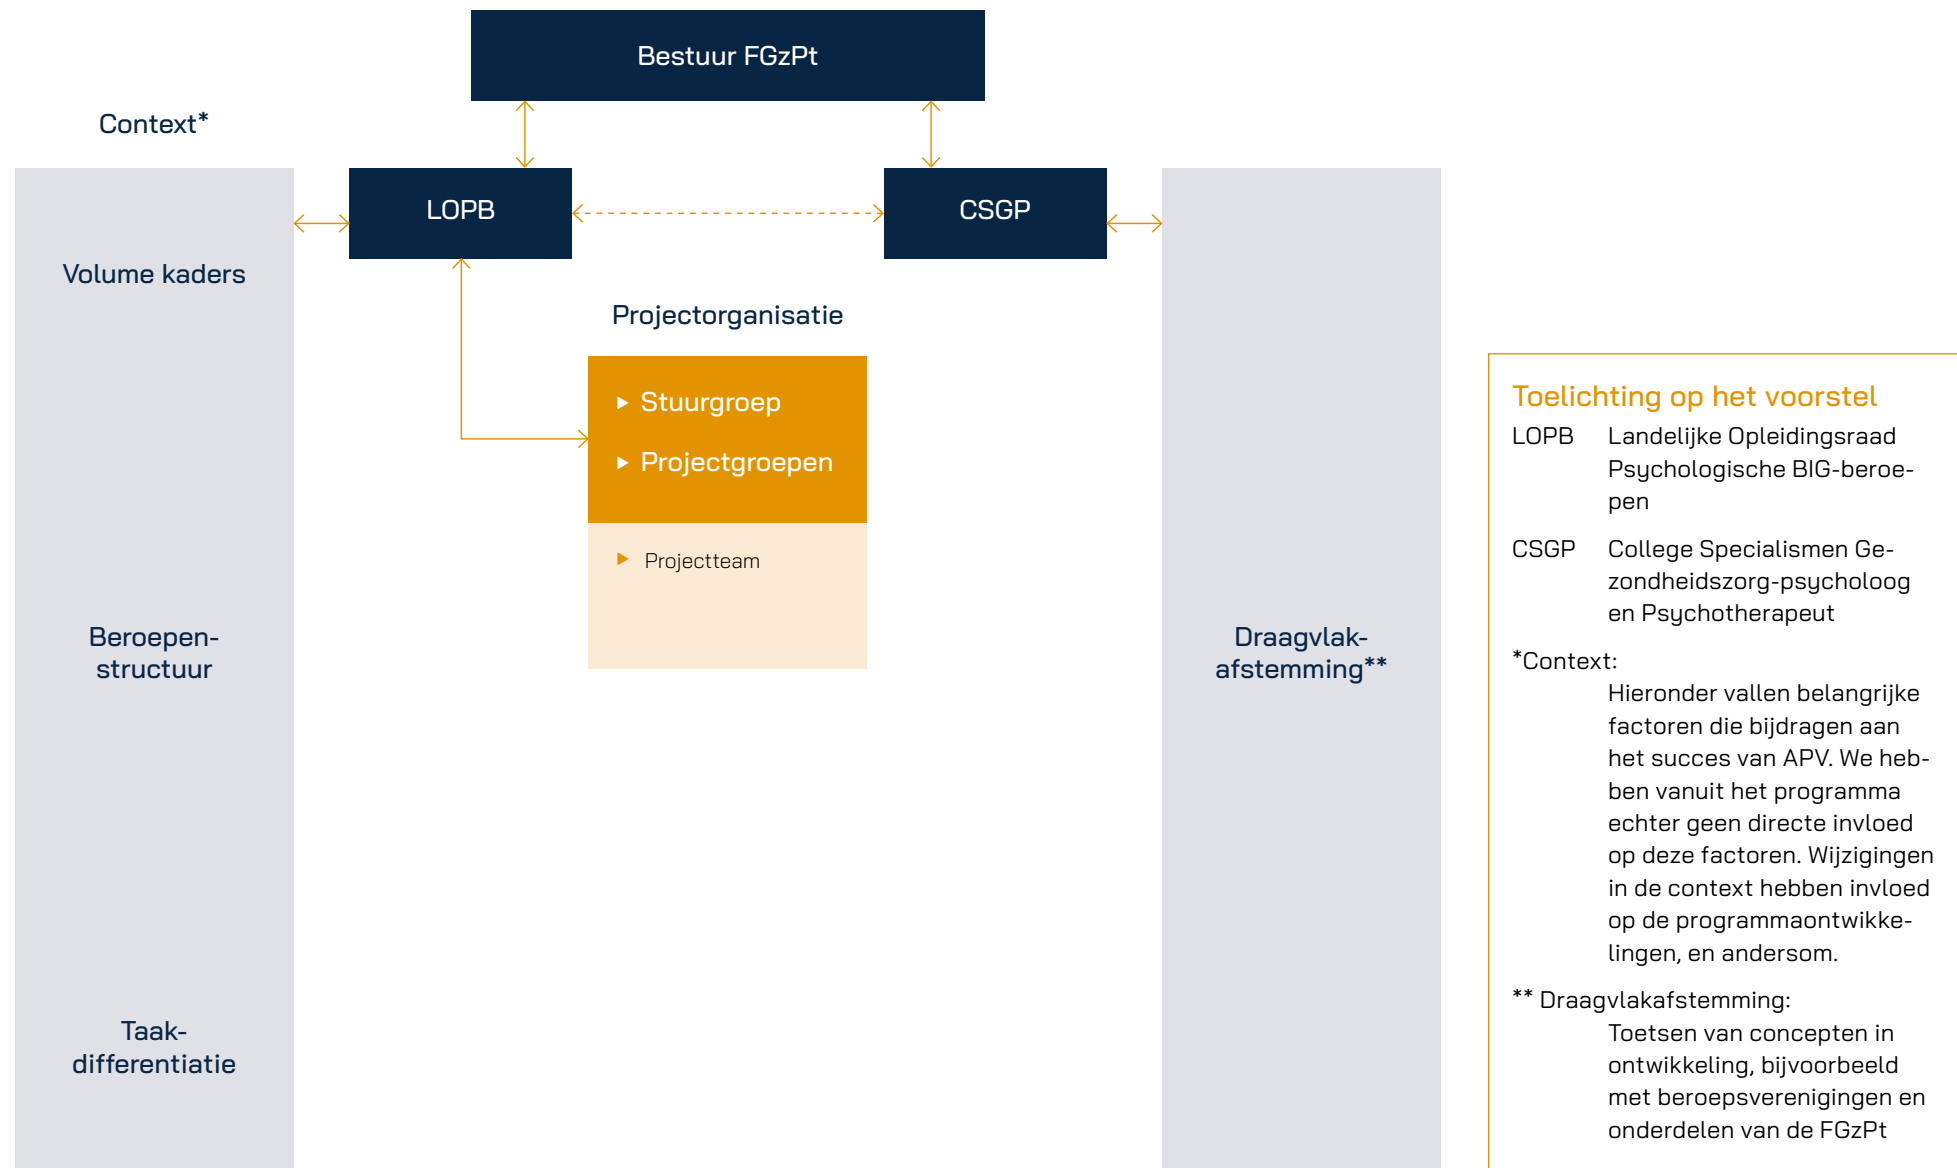 Bestuur FGzPt
Context*
LOPB
CSGP
Volume kaders
Beroepen-
structuur
Taak-
differentiatie
Projectorganisatie
▶ Stuurgroep
▶ Projectgroepen
▶ Projectteam
Draagvlak-
afstemming**
Toelichting op het voorstel
LOPB Landelijke Opleidingsraad
Psychologische BIG-beroe-
pen
CSGP College Specialismen Ge-
zondheidszorg-psycholoog
en Psychotherapeut
*Context:
Hieronder vallen belangrijke
factoren die bijdragen aan
het succes van APV. We heb-
ben vanuit het programma
echter geen directe invloed
op deze factoren. Wijzigingen
in de context hebben invloed
op de programmaontwikke-
lingen, en andersom.
** Draagvlakafstemming:
Toetsen van concepten in
ontwikkeling, bijvoorbeeld
met beroepsverenigingen en
onderdelen van de FGzPt